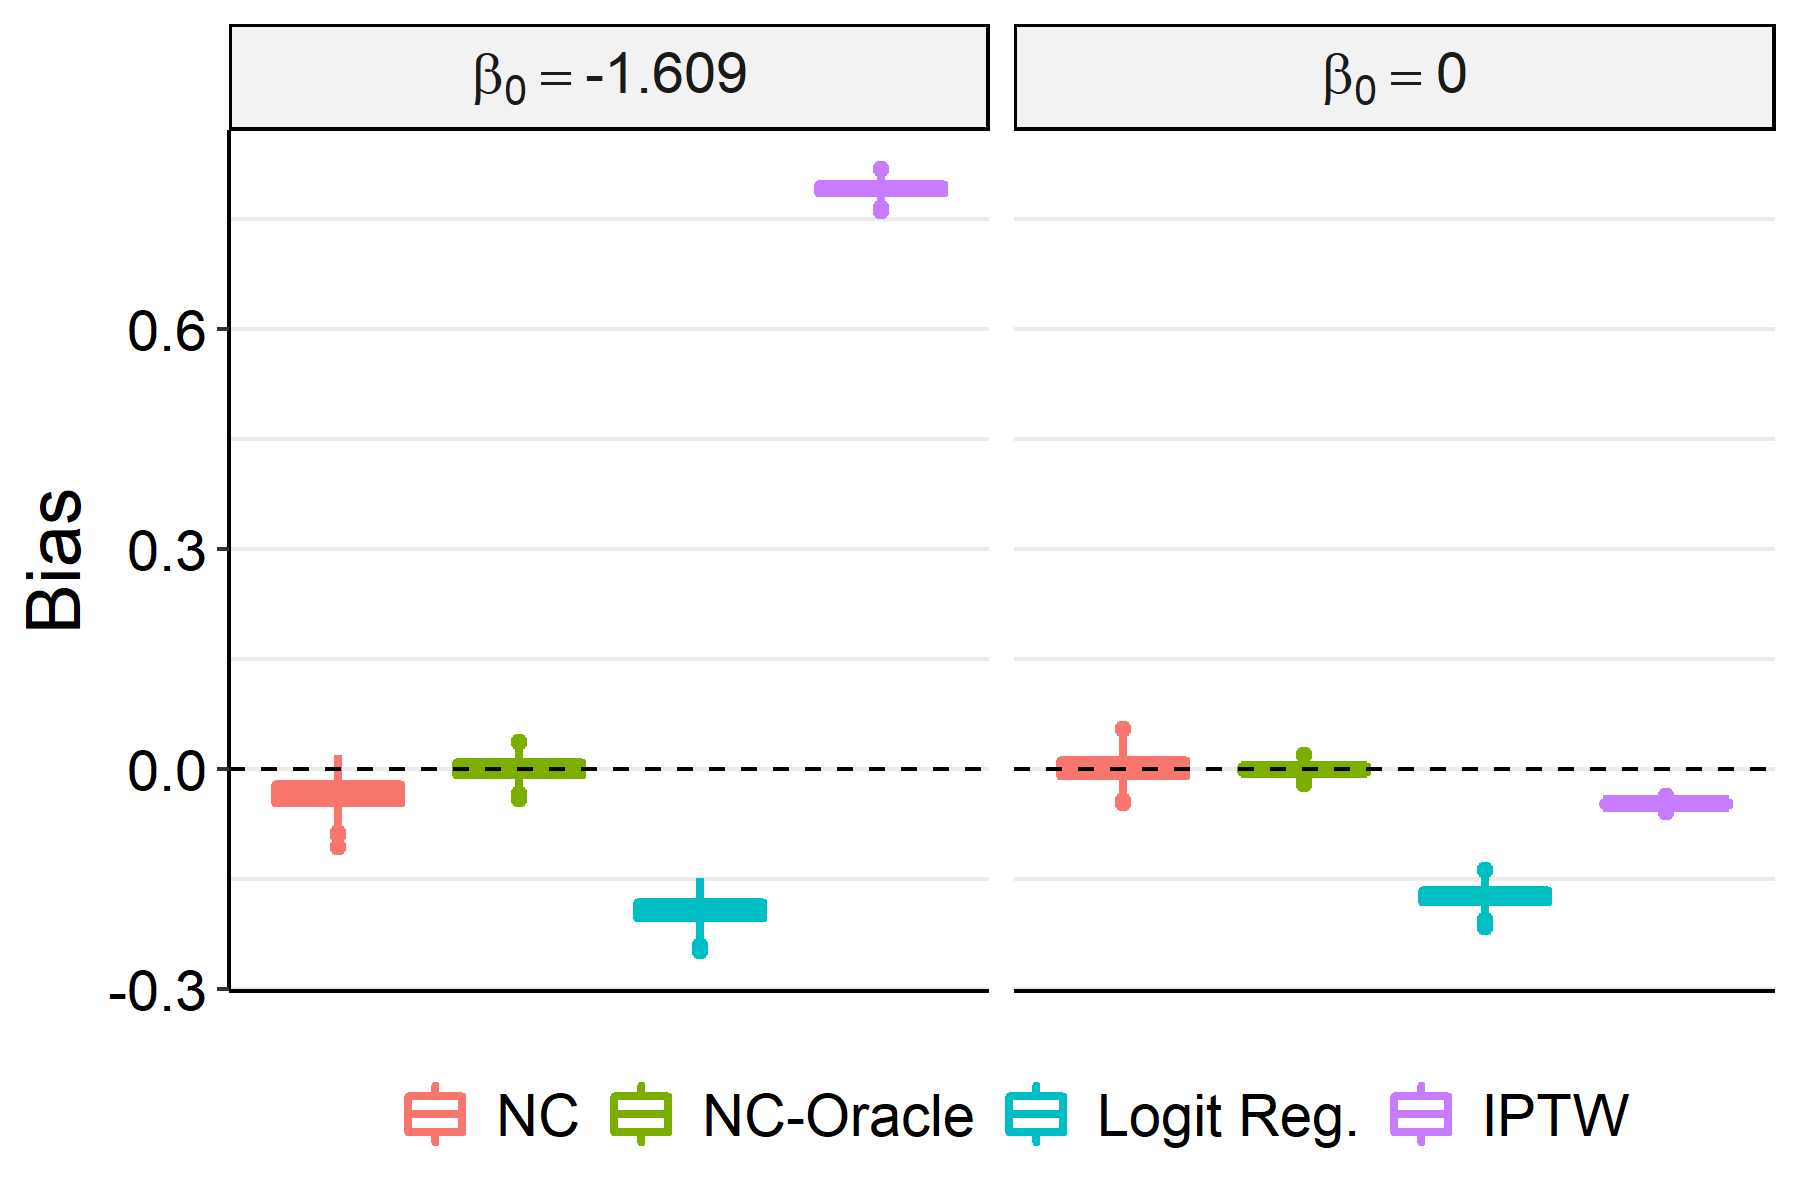 β₀ = -1.609
β₀ = 0
Bias
0.6
0.3
0.0
-0.3
NC
NC-Oracle
Logit Reg.
IPTW